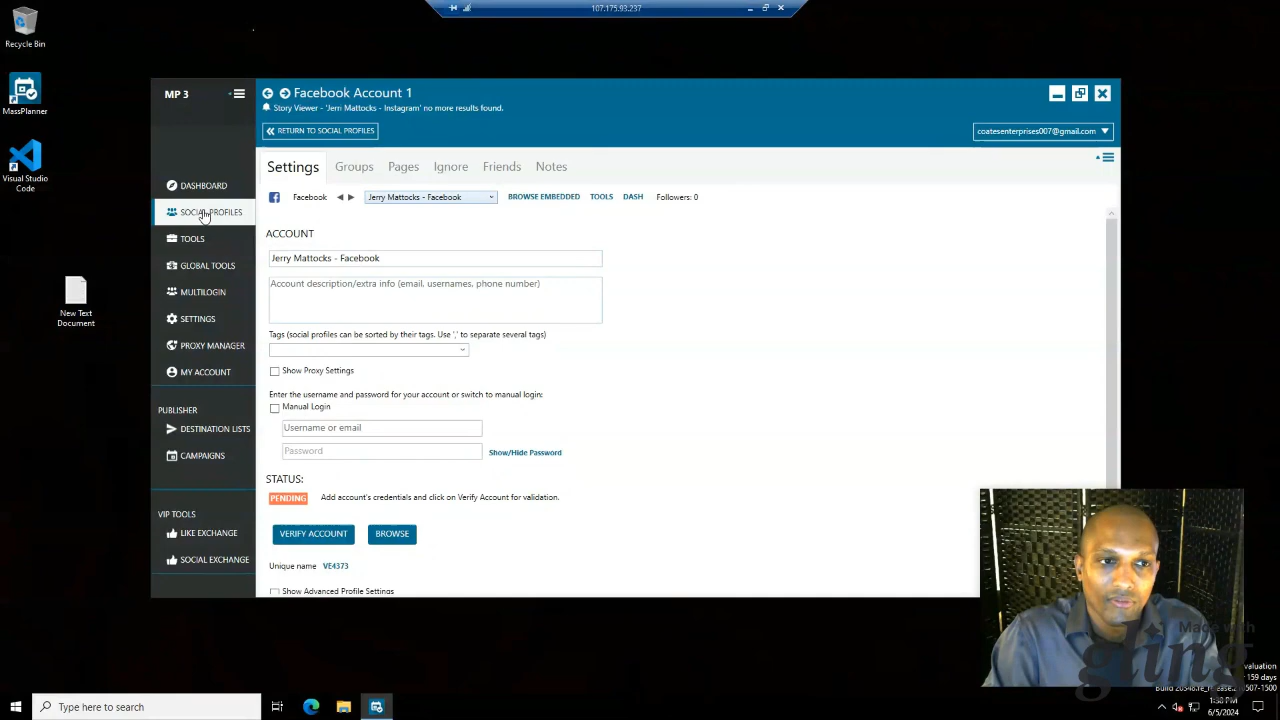 107.175.93.237
Recycle Bin
MassPlanner
Visual Studio
Code
New Text
Document
MP 3
DASHBOARD
SOCIAL PROFILES
TOOLS
GLOBAL TOOLS
MULTILOGIN
SETTINGS
PROXY MANAGER
MY ACCOUNT
PUBLISHER
DESTINATION LISTS
CAMPAIGNS
VIP TOOLS
LIKE EXCHANGE
SOCIAL EXCHANGE
Facebook Account 1
Story Viewer - 'Jerri Mattocks - Instagram' no more results found.
RETURN TO SOCIAL PROFILES
coatesenterprises007@gmail.com
Settings Groups Pages Ignore Friends Notes
Facebook Jerry Mattocks - Facebook BROWSE EMBEDDED TOOLS DASH Followers: 0
ACCOUNT
Jerry Mattocks - Facebook
Account description/extra info (email, usernames, phone number)
Tags (social profiles can be sorted by their tags. Use ',' to separate several tags)
Show Proxy Settings
Enter the username and password for your account or switch to manual login:
Manual Login
Username or email
Password Show/Hide Password
STATUS:
PENDING Add account's credentials and click on Verify Account for validation.
VERIFY ACCOUNT BROWSE
Unique name VE4373
Show Advanced Profile Settings
Made with
gling
159 days
Type here to search
6/5/2024